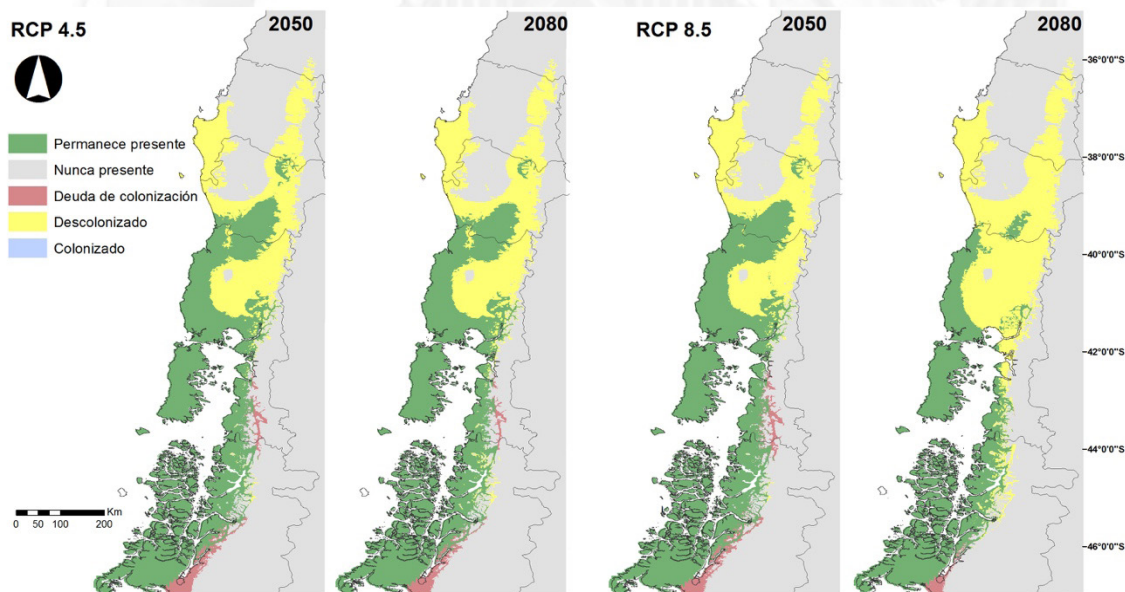 RCP 4.5
2050
2080
RCP 8.5
2050
2080
Permanece presente
Nunca presente
Deuda de colonización
Descolonizado
Colonizado
Km
0 50 100 200
36°0'0"S
38°0'0"S
40°0'0"S
42°0'0"S
44°0'0"S
46°0'0"S